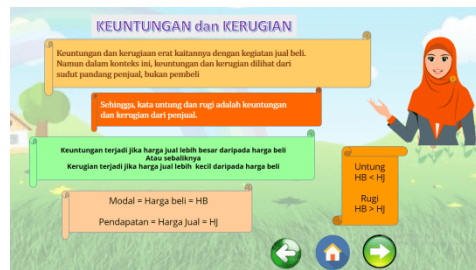 KEUNTUNGAN dan KERUGIAN
Keuntungan dan kerugiaan erat kaitannya dengan kegiatan jual beli.
Namun dalam konteks ini, keuntungan dan kerugian dilihat dari
sudut pandang penjual, bukan pembeli
Sehingga, kata untung dan rugi adalah keuntungan
dan kerugian dari penjual.
Keuntungan terjadi jika harga jual lebih besar daripada harga beli
Atau sebaliknya
Kerugian terjadi jika harga jual lebih kecil daripada harga beli
Modal = Harga beli = HB
Pendapatan = Harga Jual = HJ
Untung
HB < HJ
Rugi
HB > HJ